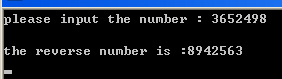 please input the number : 3652498
the reverse number is :8942563